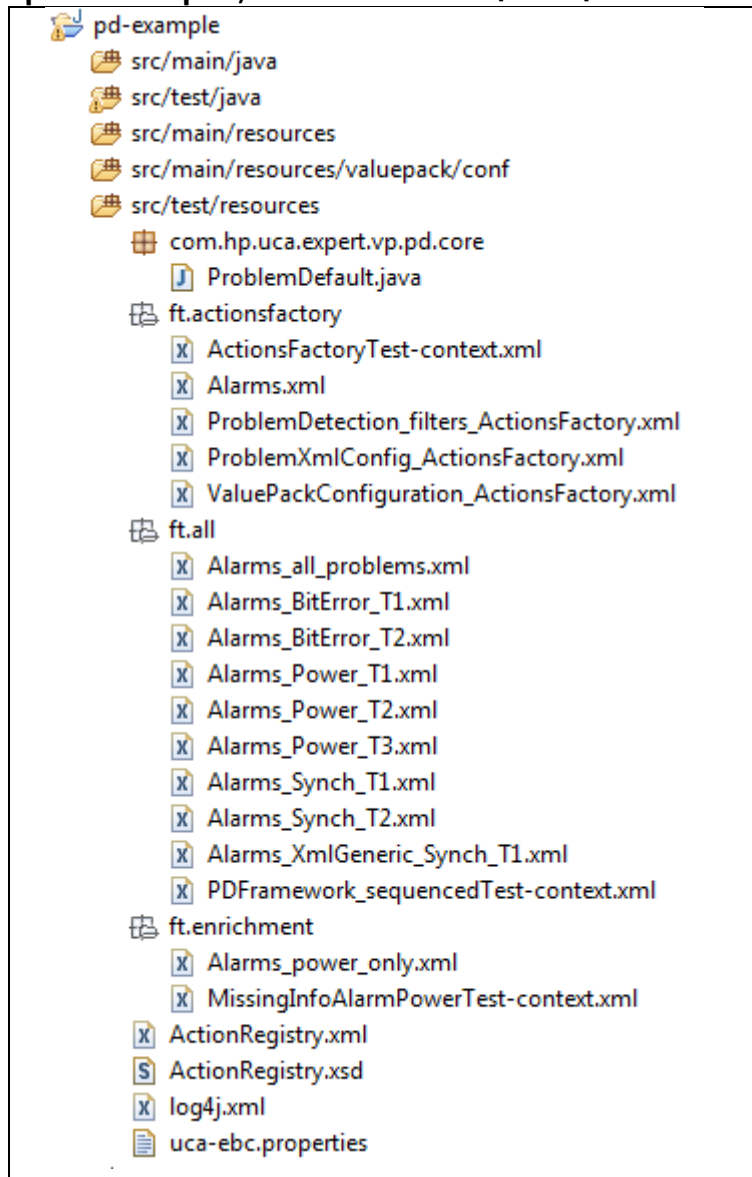 pd-example
src/main/java
src/test/java
src/main/resources
src/main/resources/valuepack/conf
src/test/resources
com.hp.uca.expert.vp.pd.core
ProblemDefault.java
ft.actionsfactory
ActionsFactoryTest-context.xml
Alarms.xml
ProblemDetection_filters_ActionsFactory.xml
ProblemXmlConfig_ActionsFactory.xml
ValuePackConfiguration_ActionsFactory.xml
ft.all
Alarms_all_problems.xml
Alarms_BitError_T1.xml
Alarms_BitError_T2.xml
Alarms_Power_T1.xml
Alarms_Power_T2.xml
Alarms_Power_T3.xml
Alarms_Synch_T1.xml
Alarms_Synch_T2.xml
Alarms_XmlGeneric_Synch_T1.xml
PDFramework_sequencedTest-context.xml
ft.enrichment
Alarms_power_only.xml
MissingInfoAlarmPowerTest-context.xml
ActionRegistry.xml
ActionRegistry.xsd
log4j.xml
uca-ebc.properties